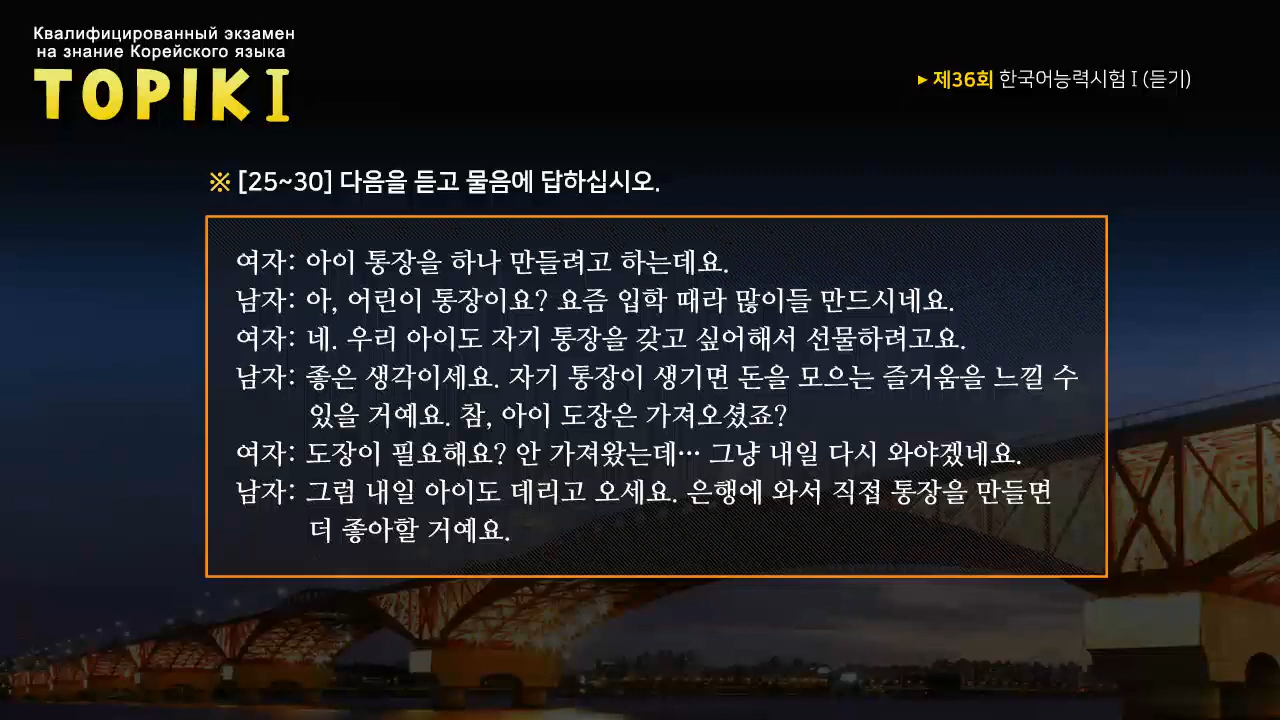 Квалифицированный экзамен
на знание Корейского языка
TOPIK I
▸ 제36회 한국어능력시험 I (듣기)
※ [25~30] 다음을 듣고 물음에 답하십시오.
여자: 아이 통장을 하나 만들려고 하는데요.
남자: 아, 어린이 통장이요? 요즘 입학 때라 많이들 만드시네요.
여자: 네. 우리 아이도 자기 통장을 갖고 싶어해서 선물하려고요.
남자: 좋은 생각이세요. 자기 통장이 생기면 돈을 모으는 즐거움을 느낄 수
있을 거예요. 참, 아이 도장은 가져오셨죠?
여자: 도장이 필요해요? 안 가져왔는데… 그냥 내일 다시 와야겠네요.
남자: 그럼 내일 아이도 데리고 오세요. 은행에 와서 직접 통장을 만들면
더 좋아할 거예요.